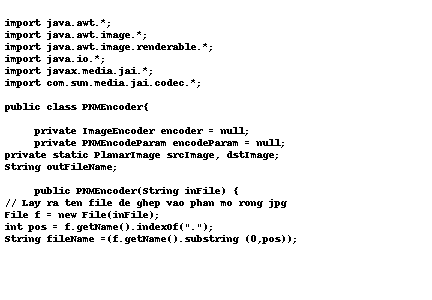 import java.awt.*;
import java.awt.image.*;
import java.awt.image.renderable.*;
import java.io.*;
import javax.media.jai.*;
import com.sun.media.jai.codec.*;
public class PNMEncoder{
private ImageEncoder encoder = null;
private PNMEncodeParam encodeParam = null;
private static PlanarImage srcImage, dstImage;
String outFileName;
public PNMEncoder(String inFile) {
// Lay ra ten file de ghep vao phan mo rong jpg
File f = new File(inFile);
int pos = f.getName().indexOf(".");
String fileName =(f.getName().substring (0,pos));